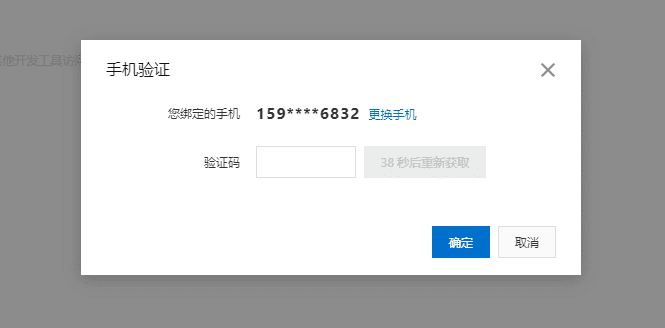 他开发工具访
手机验证
您绑定的手机 159****6832 更换手机
验证码 38 秒后重新获取
确定 取消